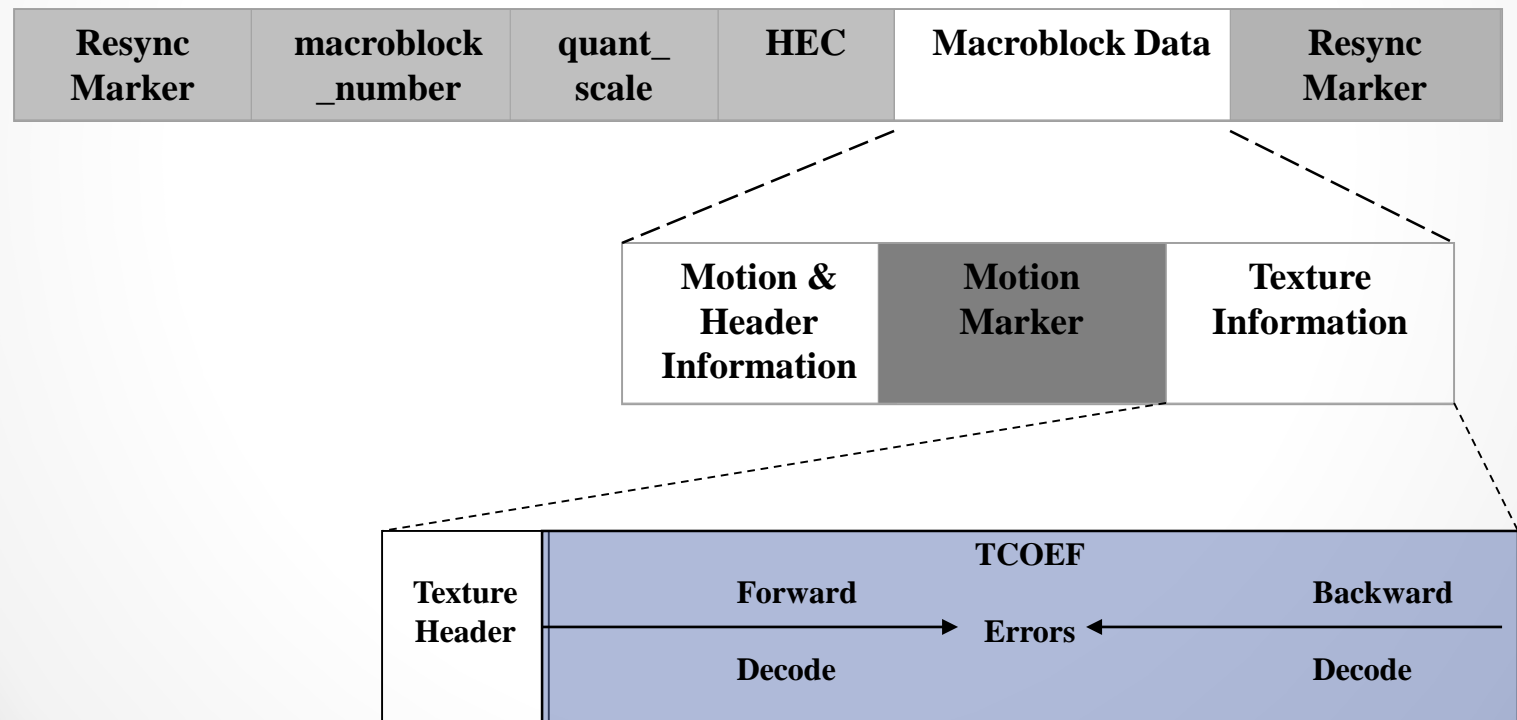 Resync
Marker
macroblock
_number
quant_
scale
HEC
Macroblock Data
Resync
Marker
Motion &
Header
Information
Motion
Marker
Texture
Information
Texture
Header
TCOEF
Forward
Decode
Errors
Backward
Decode